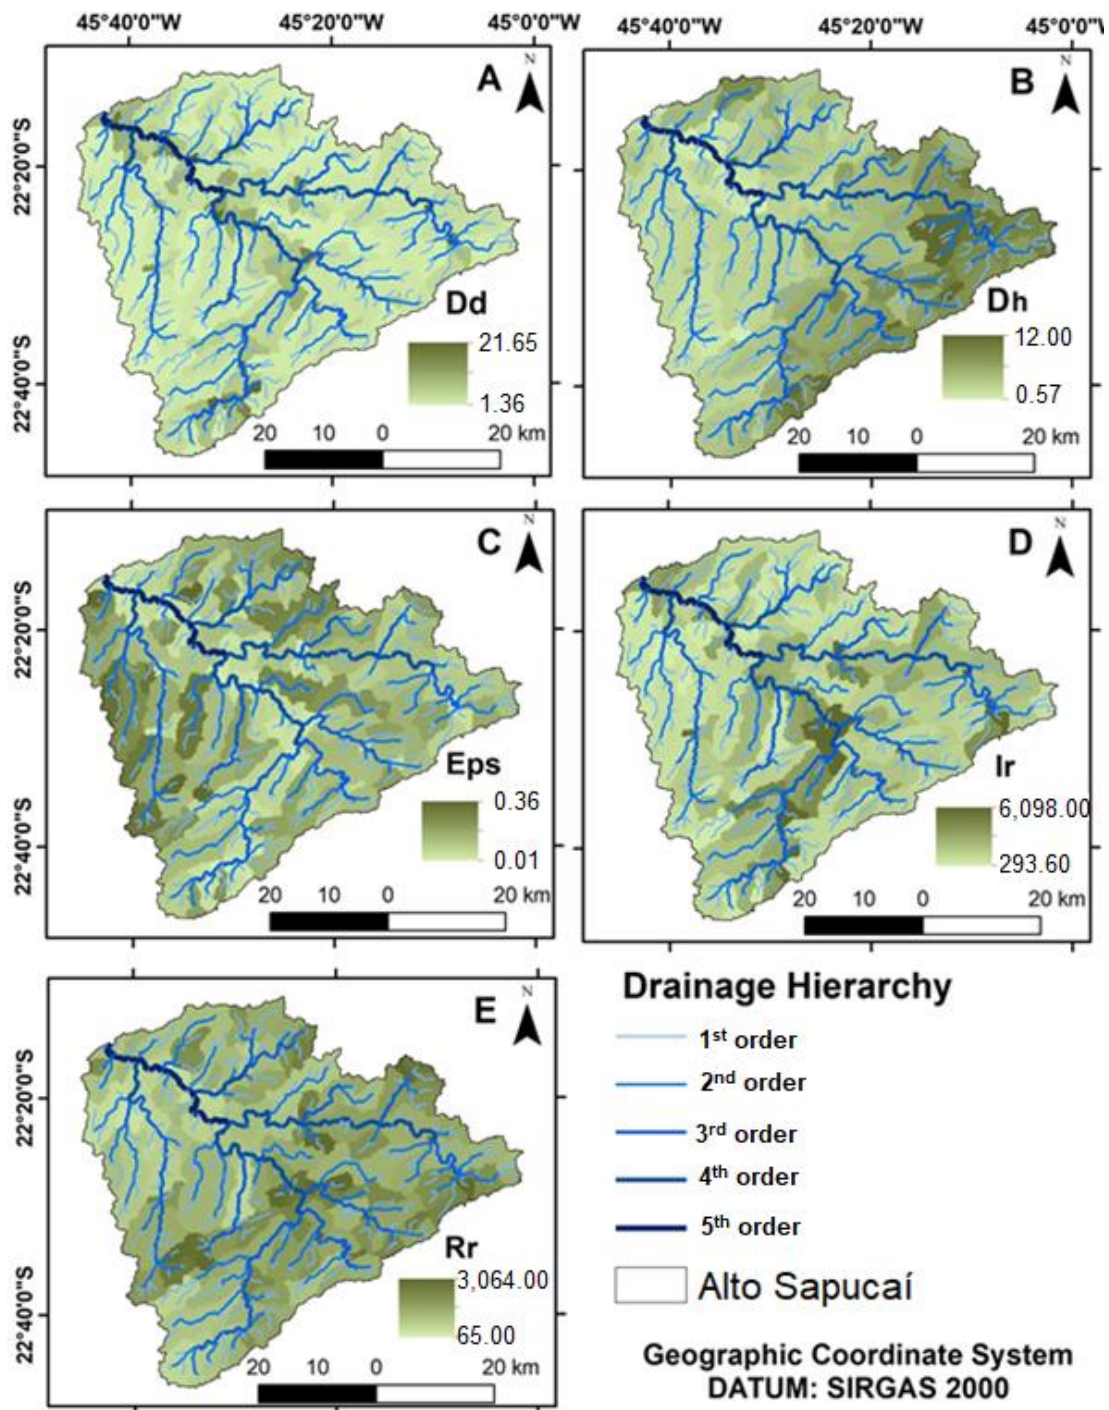 45°40'0"W 45°20'0"W 45°0'0"W
45°40'0"W 45°20'0"W 45°0'0"W
22°20'0"S
22°40'0"S
A
N
Dd
21.65
1.36
20 10 0 20 km
B
N
Dh
12.00
0.57
20 10 0 20 km
22°20'0"S
22°40'0"S
C
N
Eps
0.36
0.01
20 10 0 20 km
D
N
Ir
6,098.00
293.60
20 10 0 20 km
22°20'0"S
22°40'0"S
E
N
Rr
3,064.00
65.00
20 10 0 20 km
Drainage Hierarchy
1st order
2nd order
3rd order
4th order
5th order
Alto Sapucaí
Geographic Coordinate System
DATUM: SIRGAS 2000